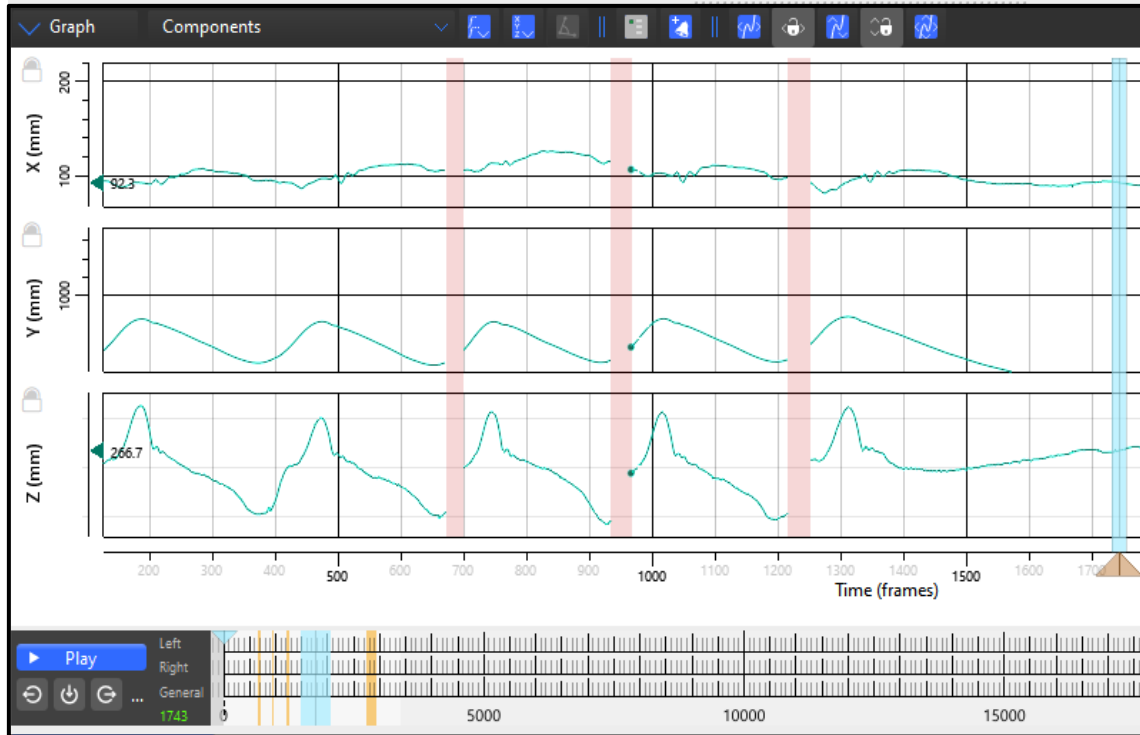 Graph Components
200
100
X (mm)
92.3
1000
Y (mm)
266.7
Z (mm)
200 300 400 500 600 700 800 900 1000 1100 1200 1300 1400 1500 1600 1700
Time (frames)
Play
Left
Right
General
...
1743
0 5000 10000 15000